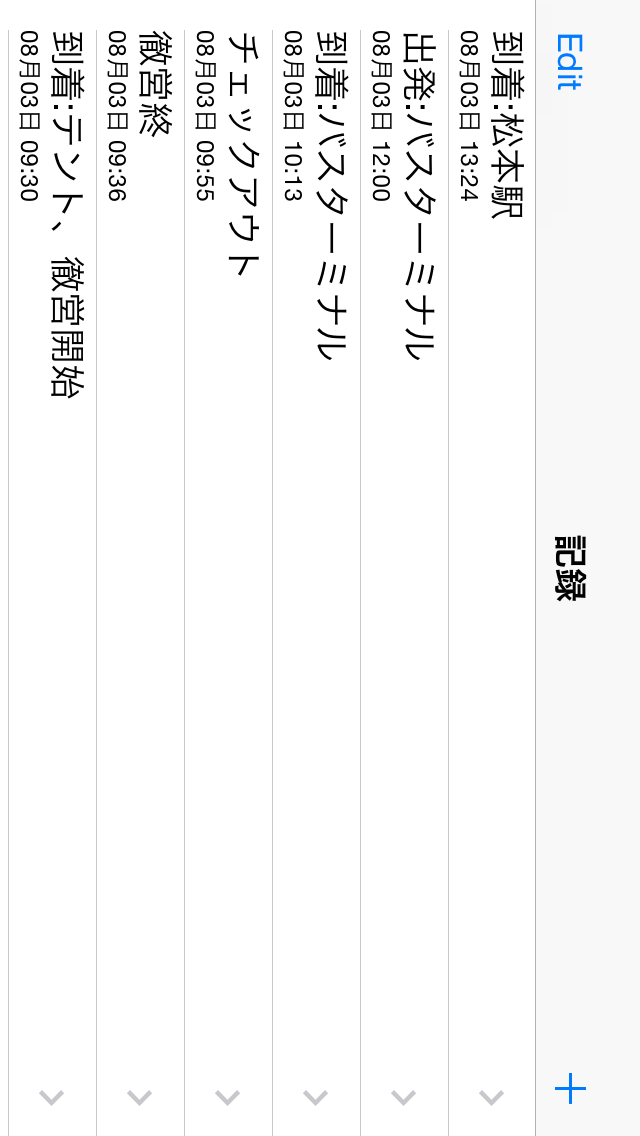 Edit
記録
+
到着:松本駅
08月03日 13:24
出発:バスターミナル
08月03日 12:00
到着:バスターミナル
08月03日 10:13
チェックアウト
08月03日 09:55
徹営終
08月03日 09:36
到着:テント、徹営開始
08月03日 09:30